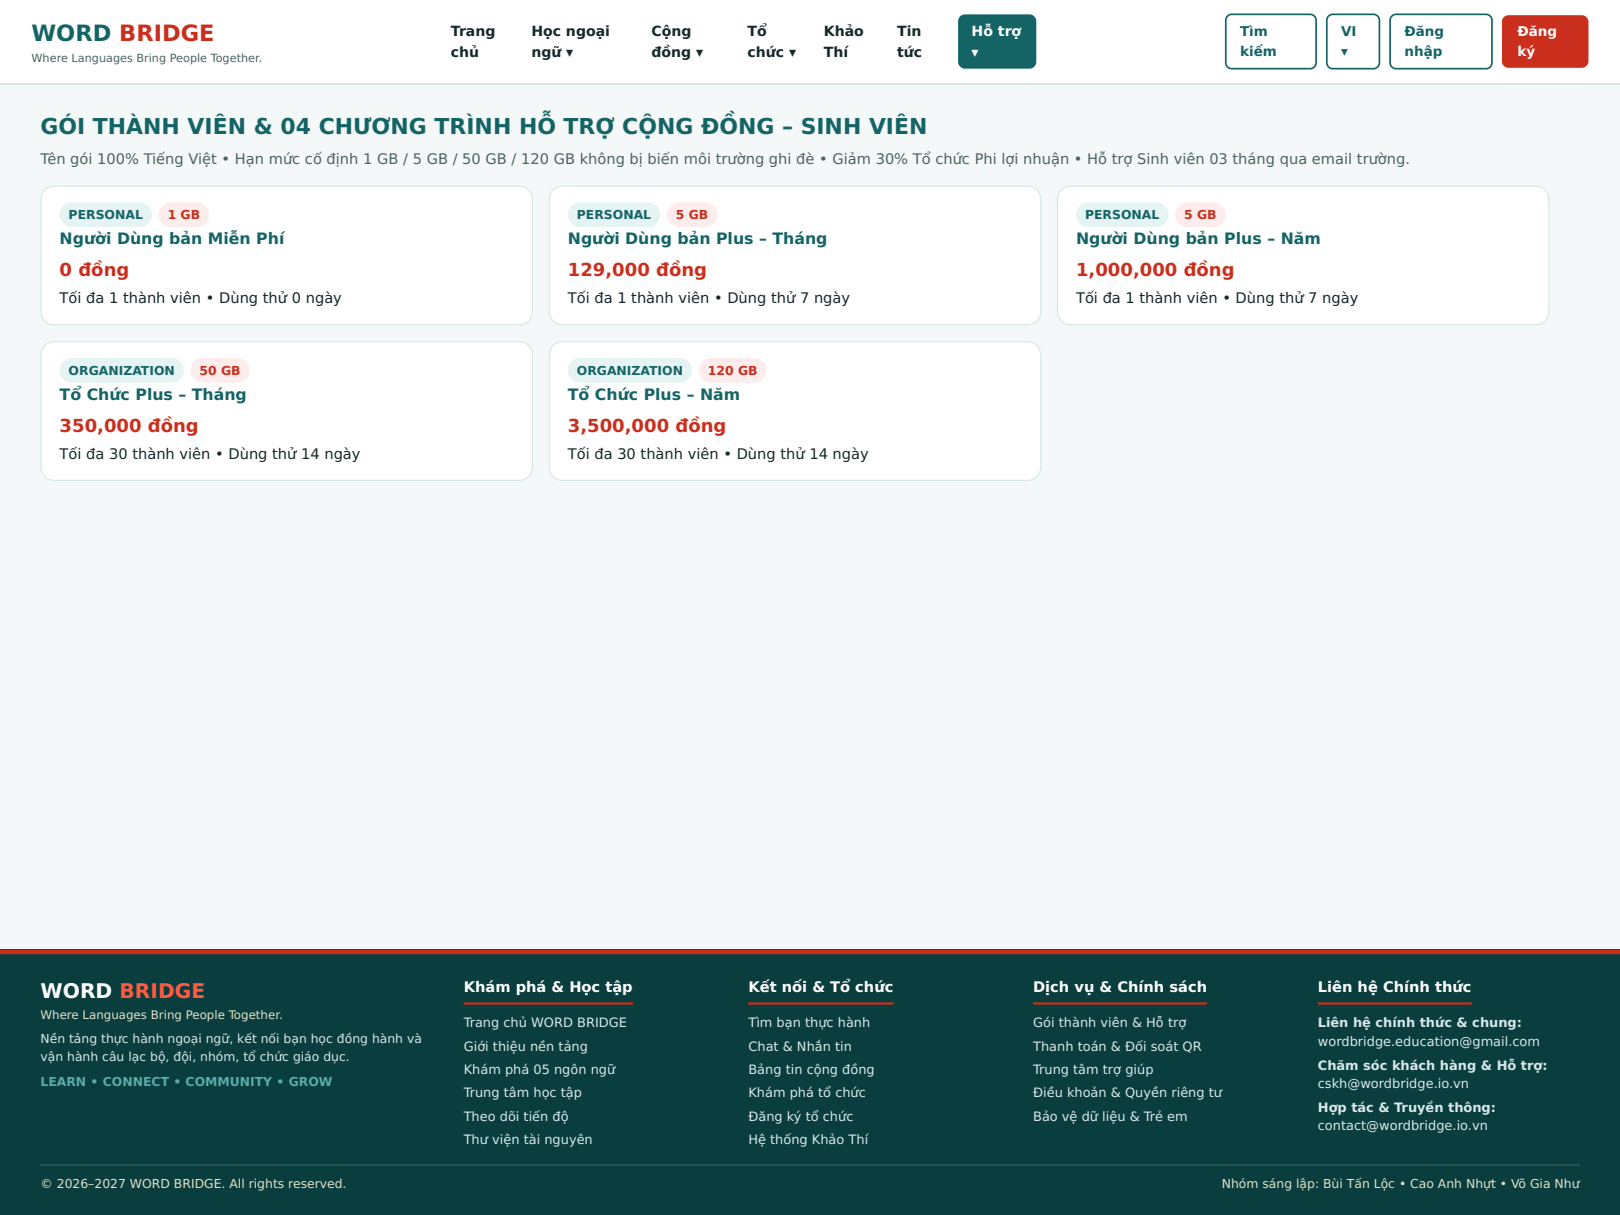 WORD BRIDGE
Where Languages Bring People Together.
Trang chủ
Học ngoại ngữ ▾
Cộng đồng ▾
Tổ chức ▾
Khảo Thí
Tin tức
Hỗ trợ ▾
Tìm kiếm
VI ▾
Đăng nhập
Đăng ký
GÓI THÀNH VIÊN & 04 CHƯƠNG TRÌNH HỖ TRỢ CỘNG ĐỒNG – SINH VIÊN
Tên gói 100% Tiếng Việt • Hạn mức cố định 1 GB / 5 GB / 50 GB / 120 GB không bị biến môi trường ghi đè • Giảm 30% Tổ chức Phi lợi nhuận • Hỗ trợ Sinh viên 03 tháng qua email trường.
PERSONAL 1 GB
Người Dùng bản Miễn Phí
0 đồng
Tối đa 1 thành viên • Dùng thử 0 ngày
PERSONAL 5 GB
Người Dùng bản Plus – Tháng
129,000 đồng
Tối đa 1 thành viên • Dùng thử 7 ngày
PERSONAL 5 GB
Người Dùng bản Plus – Năm
1,000,000 đồng
Tối đa 1 thành viên • Dùng thử 7 ngày
ORGANIZATION 50 GB
Tổ Chức Plus – Tháng
350,000 đồng
Tối đa 30 thành viên • Dùng thử 14 ngày
ORGANIZATION 120 GB
Tổ Chức Plus – Năm
3,500,000 đồng
Tối đa 30 thành viên • Dùng thử 14 ngày
WORD BRIDGE
Where Languages Bring People Together.
Nền tảng thực hành ngoại ngữ, kết nối bạn học đồng hành và
vận hành câu lạc bộ, đội, nhóm, tổ chức giáo dục.
LEARN • CONNECT • COMMUNITY • GROW
Khám phá & Học tập
Trang chủ WORD BRIDGE
Giới thiệu nền tảng
Khám phá 05 ngôn ngữ
Trung tâm học tập
Theo dõi tiến độ
Thư viện tài nguyên
Kết nối & Tổ chức
Tìm bạn thực hành
Chat & Nhắn tin
Bảng tin cộng đồng
Khám phá tổ chức
Đăng ký tổ chức
Hệ thống Khảo Thí
Dịch vụ & Chính sách
Gói thành viên & Hỗ trợ
Thanh toán & Đối soát QR
Trung tâm trợ giúp
Điều khoản & Quyền riêng tư
Bảo vệ dữ liệu & Trẻ em
Liên hệ Chính thức
Liên hệ chính thức & chung:
wordbridge.education@gmail.com
Chăm sóc khách hàng & Hỗ trợ:
cskh@wordbridge.io.vn
Hợp tác & Truyền thông:
contact@wordbridge.io.vn
© 2026–2027 WORD BRIDGE. All rights reserved.
Nhóm sáng lập: Bùi Tấn Lộc • Cao Anh Nhựt • Võ Gia Như